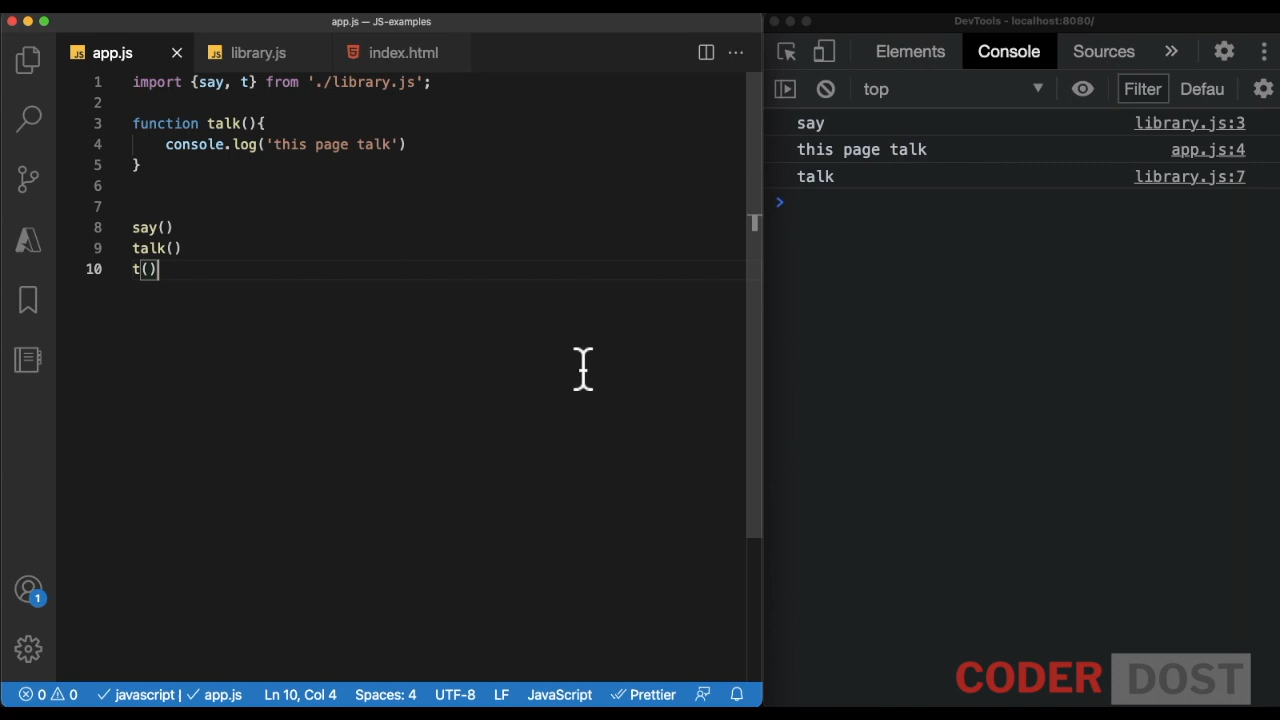 app.js — JS-examples
JS app.js JS library.js index.html
1 import {say, t} from './library.js';
2
3 function talk(){
4 console.log('this page talk')
5 }
6
7
8 say()
9 talk()
10 t()
1
0 0 javascript | app.js Ln 10, Col 4 Spaces: 4 UTF-8 LF JavaScript Prettier
DevTools - localhost:8080/
Elements Console Sources
top Filter Defau
say library.js:3
this page talk app.js:4
talk library.js:7
CODER DOST